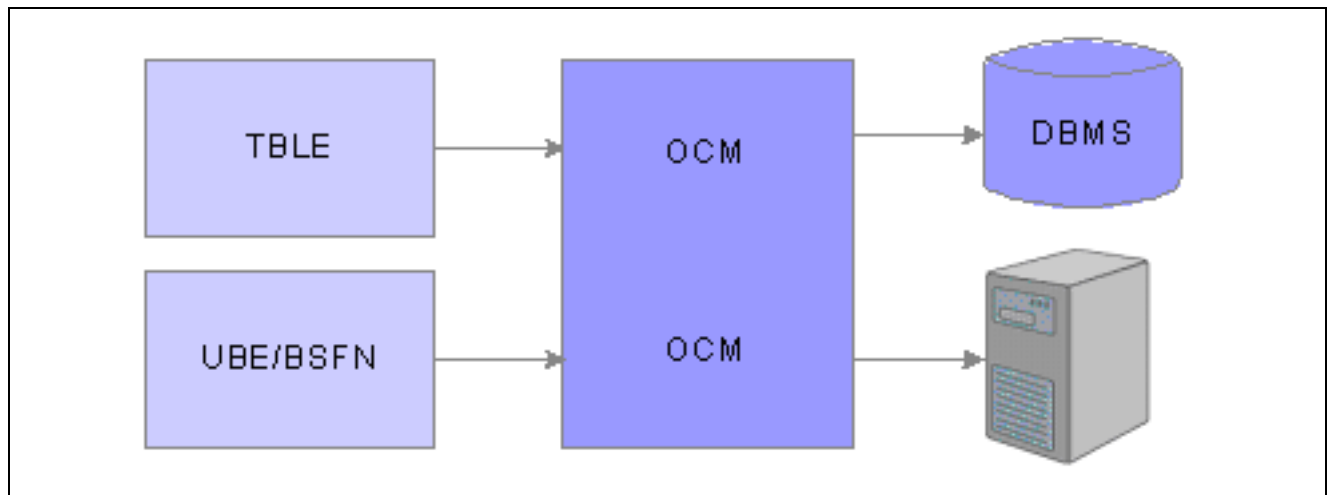 TBLE
OCM
DBMS
UBE/BSFN
OCM